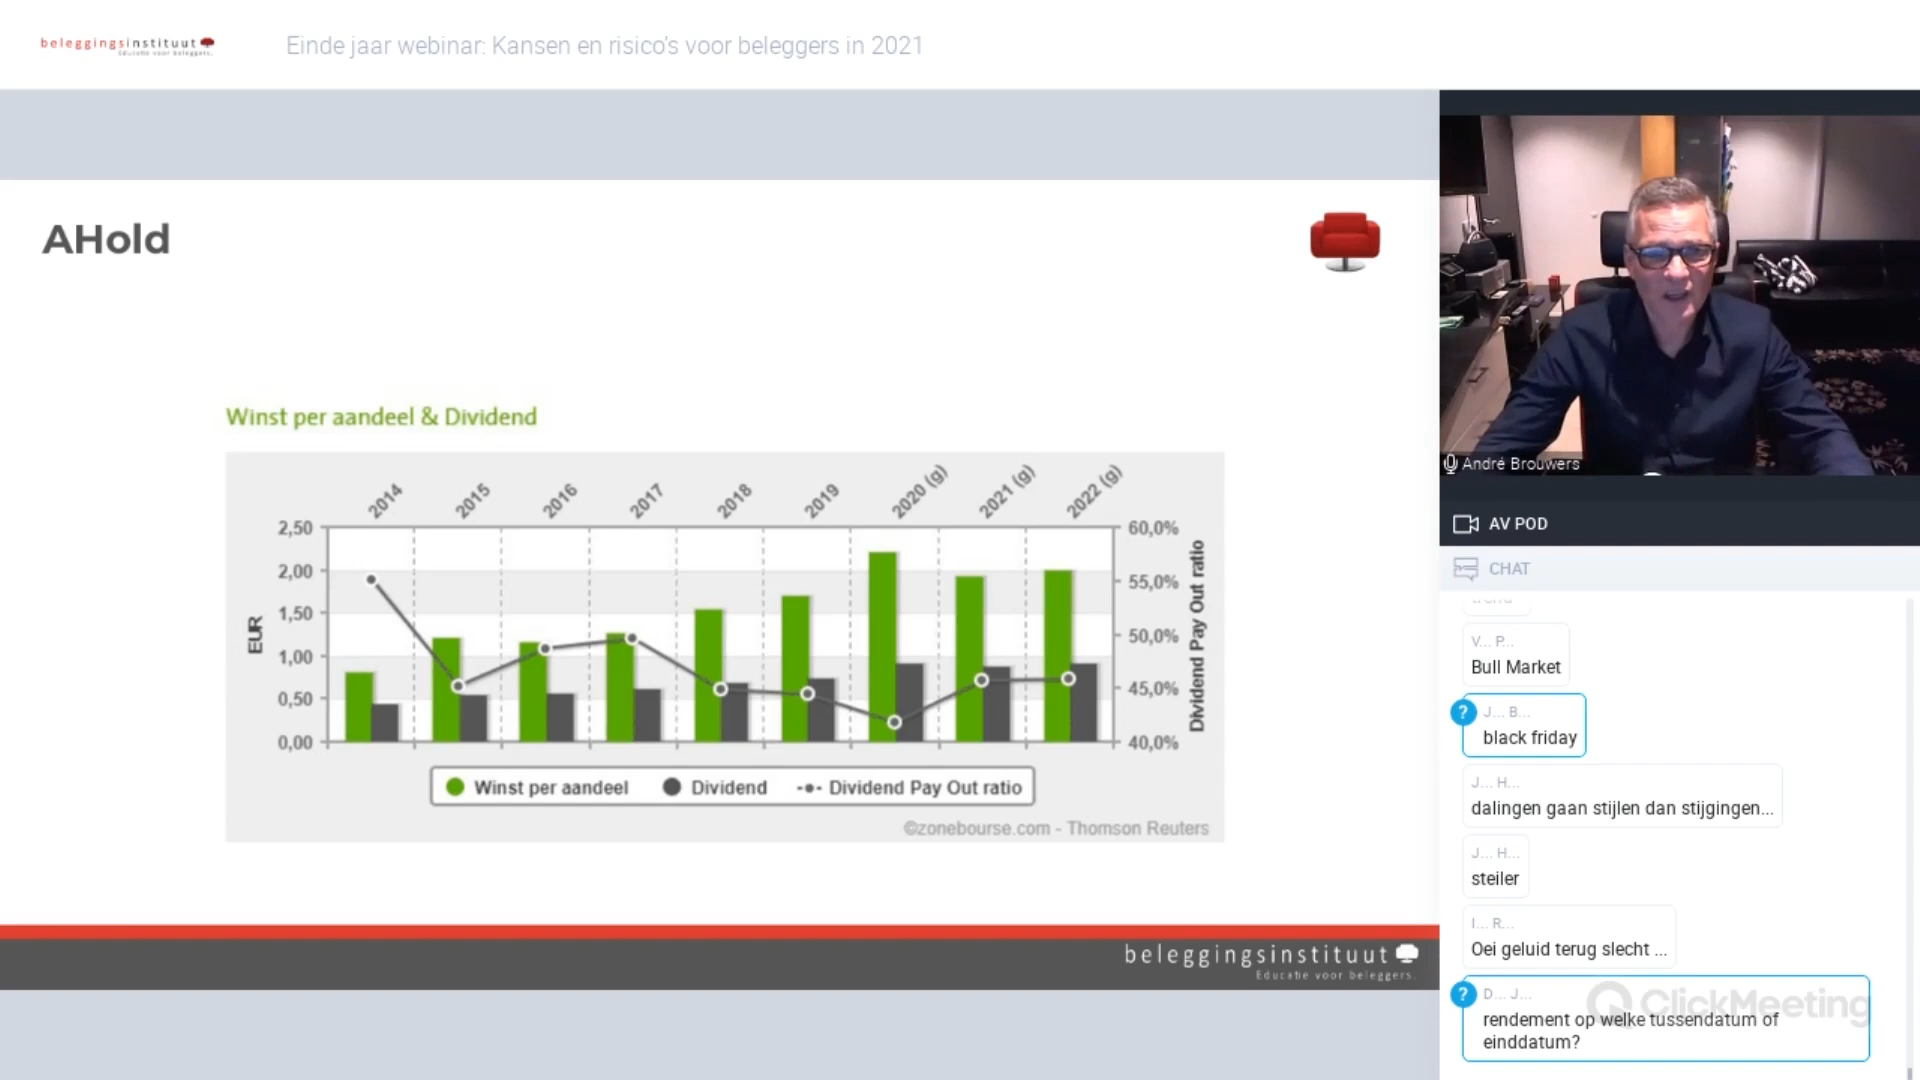 beleggingsinstituut
Educatie voor beleggers.
Einde jaar webinar: Kansen en risico's voor beleggers in 2021
AHold
Winst per aandeel & Dividend
2014
2015
2016
2017
2018
2019
2020 (g)
2021 (g)
2022 (g)
2,50
2,00
1,50
1,00
0,50
0,00
EUR
60,0%
55,0%
50,0%
45,0%
40,0%
Dividend Pay Out ratio
Winst per aandeel
Dividend
Dividend Pay Out ratio
©zonebourse.com - Thomson Reuters
beleggingsinstituut
Educatie voor beleggers.
André Brouwers
AV POD
CHAT
V... P...
Bull Market
?
J... B...
black friday
J... H...
dalingen gaan stijlen dan stijgingen...
J... H...
steiler
I... R...
Oei geluid terug slecht ...
?
D... J...
rendement op welke tussendatum of
einddatum?
ClickMeeting